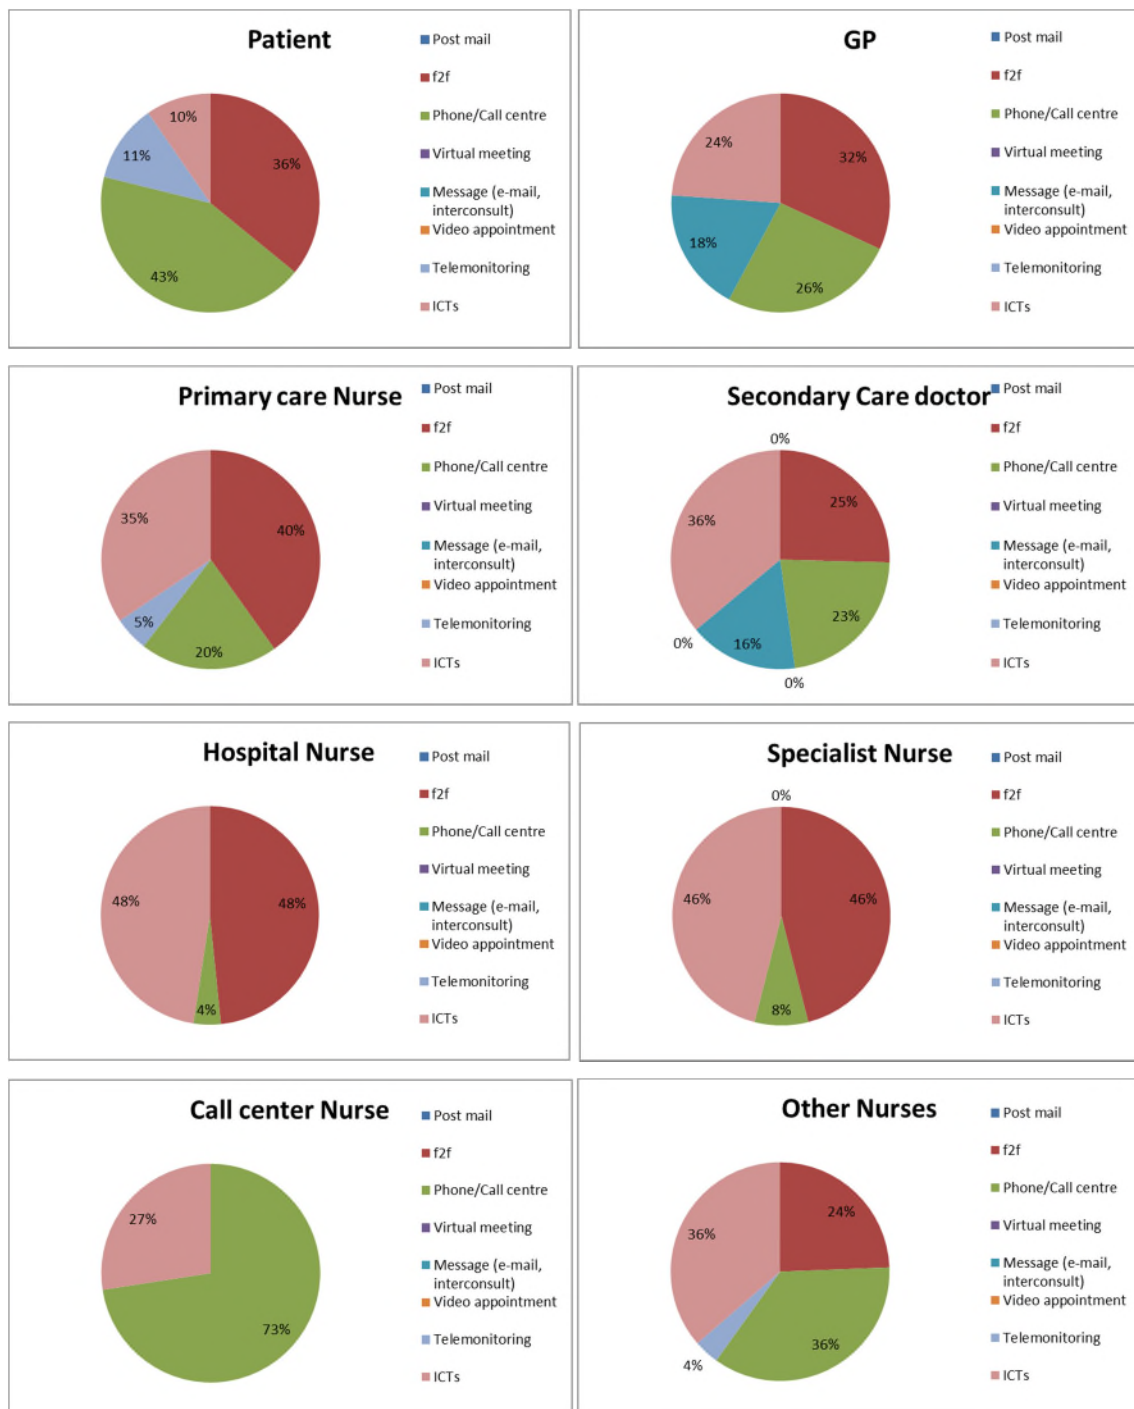 Patient
10%
11%
36%
43%
Post mail
f2f
Phone/Call centre
Virtual meeting
Message (e-mail,
interconsult)
Video appointment
Telemonitoring
ICTs
GP
24%
32%
18%
26%
Post mail
f2f
Phone/Call centre
Virtual meeting
Message (e-mail,
interconsult)
Video appointment
Telemonitoring
ICTs
Primary care Nurse
35%
40%
5%
20%
Post mail
f2f
Phone/Call centre
Virtual meeting
Message (e-mail,
interconsult)
Video appointment
Telemonitoring
ICTs
Secondary Care doctor
0%
25%
36%
23%
0%
16%
0%
Post mail
f2f
Phone/Call centre
Virtual meeting
Message (e-mail,
interconsult)
Video appointment
Telemonitoring
ICTs
Hospital Nurse
48%
48%
4%
Post mail
f2f
Phone/Call centre
Virtual meeting
Message (e-mail,
interconsult)
Video appointment
Telemonitoring
ICTs
Specialist Nurse
0%
46%
46%
8%
Post mail
f2f
Phone/Call centre
Virtual meeting
Message (e-mail,
interconsult)
Video appointment
Telemonitoring
ICTs
Call center Nurse
27%
73%
Post mail
f2f
Phone/Call centre
Virtual meeting
Message (e-mail,
interconsult)
Video appointment
Telemonitoring
ICTs
Other Nurses
24%
36%
36%
4%
Post mail
f2f
Phone/Call centre
Virtual meeting
Message (e-mail,
interconsult)
Video appointment
Telemonitoring
ICTs